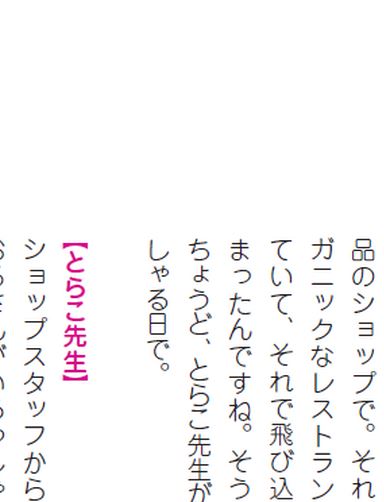 品のショップで。それ
ガニックなレストラン
ていて、それで飛び込
まったんですね。そう
ちょうど、とらこ先生が
しゃる日で。
【とらこ先生】
ショップスタッフから